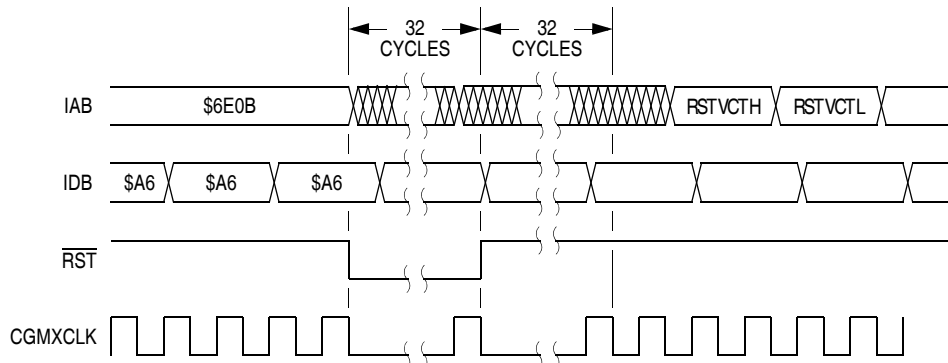 32
CYCLES
32
CYCLES
IAB $6E0B RSTVCTH RSTVCTL
IDB $A6 $A6 $A6
RST
CGMXCLK